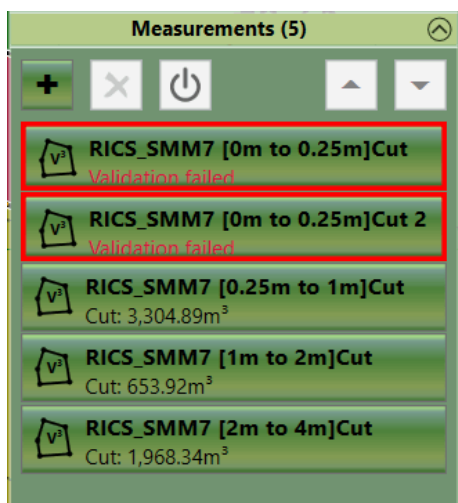 Measurements (5)
RICS_SMM7 [0m to 0.25m]Cut
Validation failed
RICS_SMM7 [0m to 0.25m]Cut 2
Validation failed
RICS_SMM7 [0.25m to 1m]Cut
Cut: 3,304.89m³
RICS_SMM7 [1m to 2m]Cut
Cut: 653.92m³
RICS_SMM7 [2m to 4m]Cut
Cut: 1,968.34m³